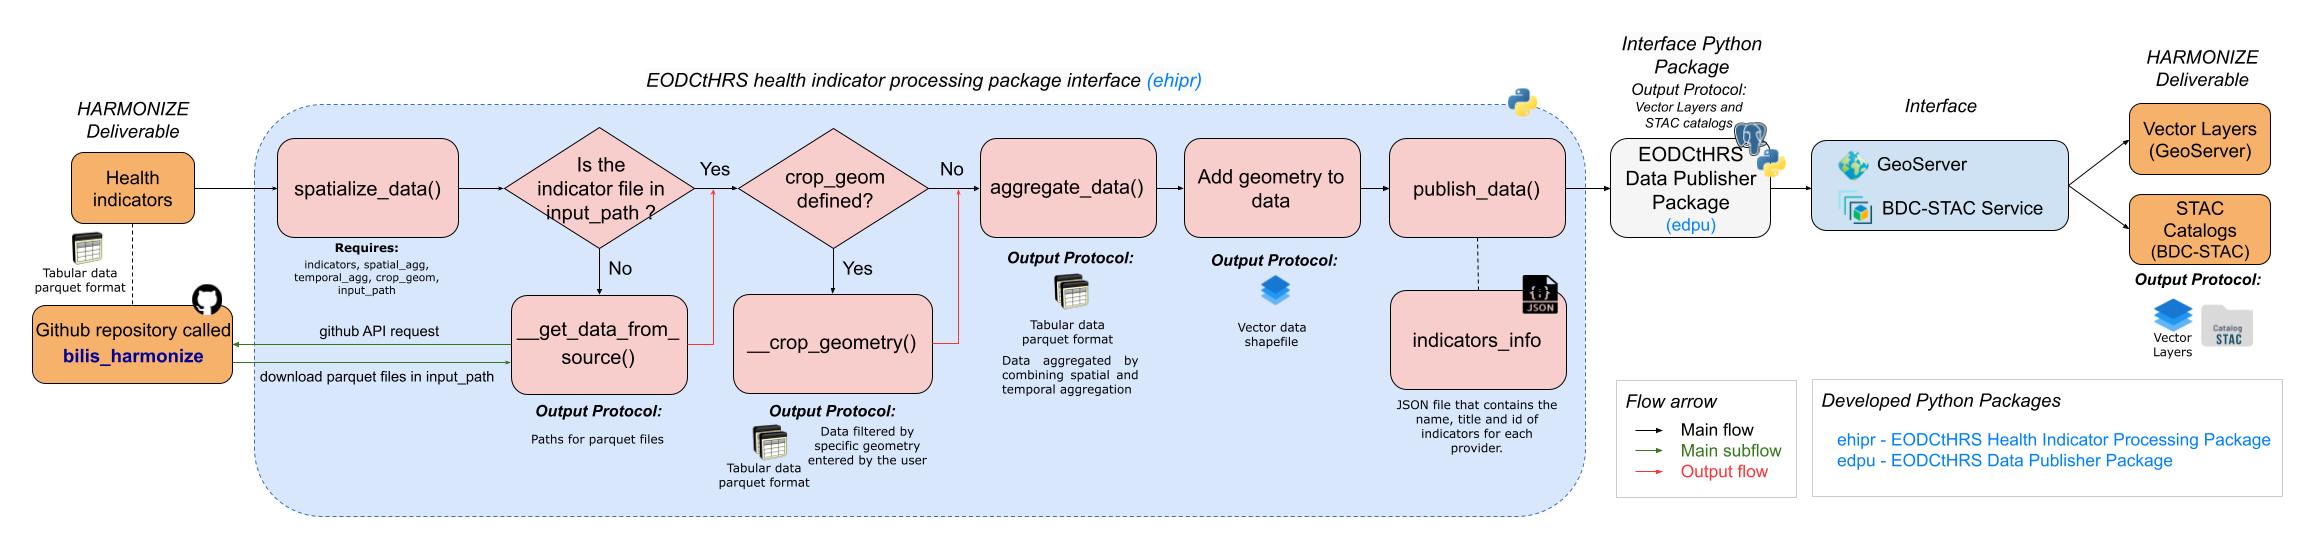 EODCtHRS health indicator processing package interface (ehipr)
HARMONIZE
Deliverable
Health
indicators
Tabular data
parquet format
Github repository called
bilis_harmonize
spatialize_data()
Requires:
indicators, spatial_agg,
temporal_agg, crop_geom,
input_path
Is the
indicator file in
input_path ?
Yes
No
github API request
download parquet files in input_path
__get_data_from_
source()
Output Protocol:
Paths for parquet files
crop_geom
defined?
No
Yes
__crop_geometry()
Output Protocol:
Tabular data
parquet format
Data filtered by
specific geometry
entered by the user
aggregate_data()
Output Protocol:
Tabular data
parquet format
Data aggregated by
combining spatial and
temporal aggregation
Add geometry to
data
Output Protocol:
Vector data
shapefile
publish_data()
JSON
indicators_info
JSON file that contains the
name, title and id of
indicators for each
provider.
Interface Python
Package
Output Protocol:
Vector Layers and
STAC catalogs
EODCtHRS
Data Publisher
Package
(edpu)
Interface
GeoServer
BDC-STAC Service
HARMONIZE
Deliverable
Vector Layers
(GeoServer)
STAC
Catalogs
(BDC-STAC)
Output Protocol:
Vector
Layers
Catalog
STAC
Flow arrow
Main flow
Main subflow
Output flow
Developed Python Packages
ehipr - EODCtHRS Health Indicator Processing Package
edpu - EODCtHRS Data Publisher Package